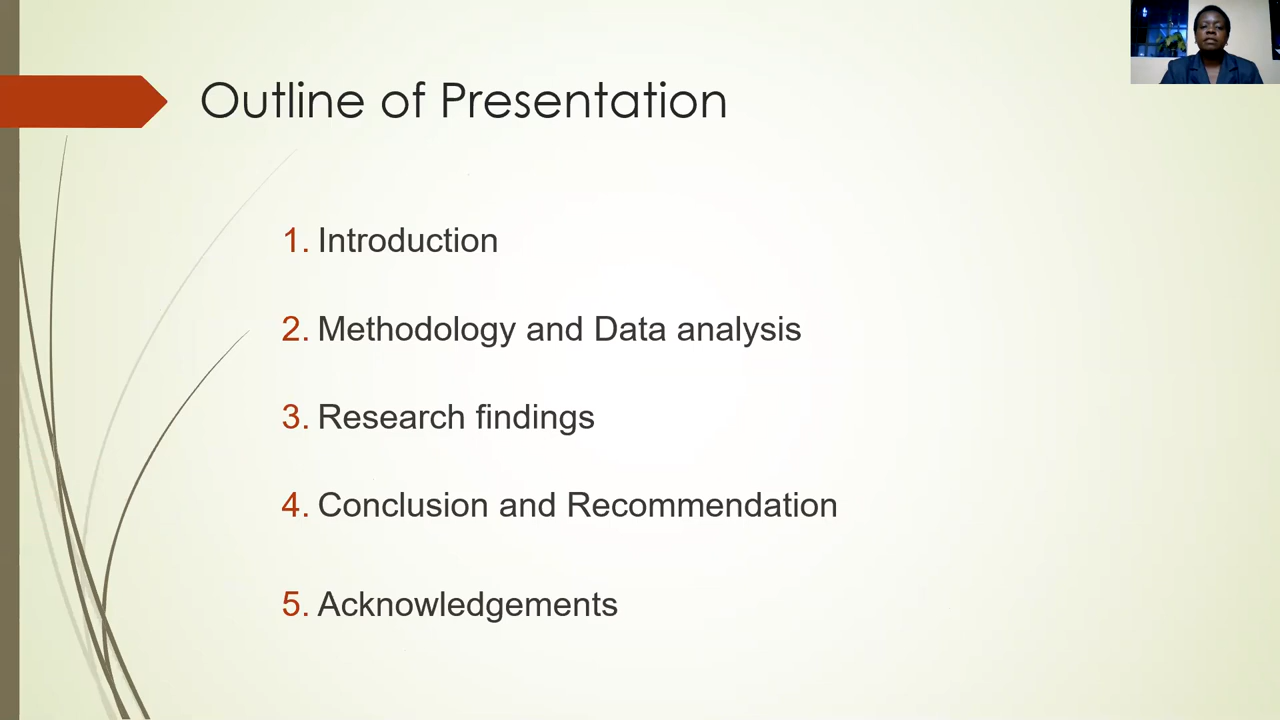 Outline of Presentation
1. Introduction
2. Methodology and Data analysis
3. Research findings
4. Conclusion and Recommendation
5. Acknowledgements